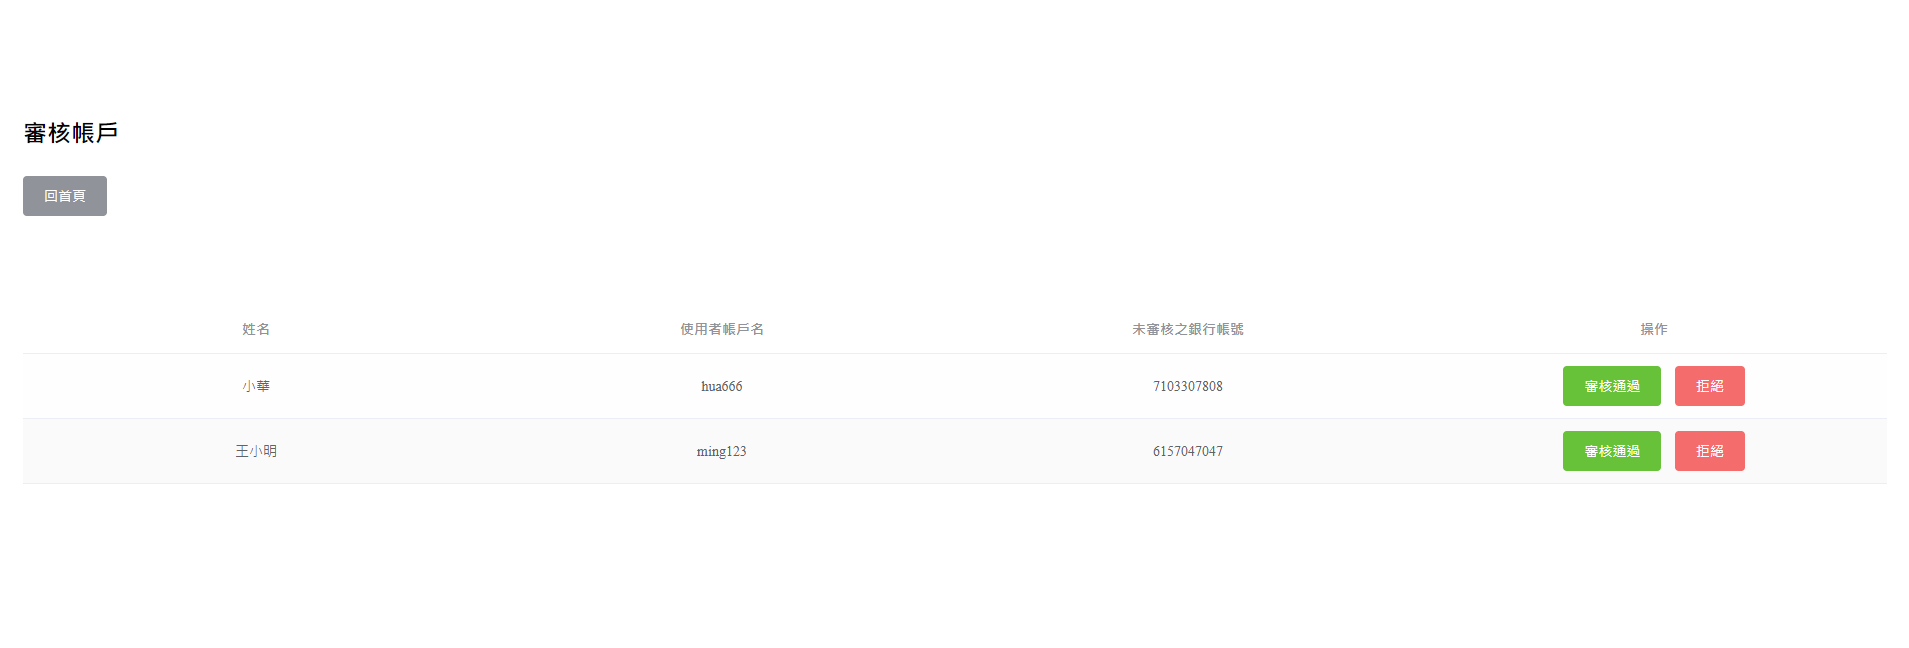 審核帳戶
回首頁
姓名 使用者帳戶名 未審核之銀行帳號 操作
小華 hua666 7103307808 審核通過 拒絕
王小明 ming123 6157047047 審核通過 拒絕